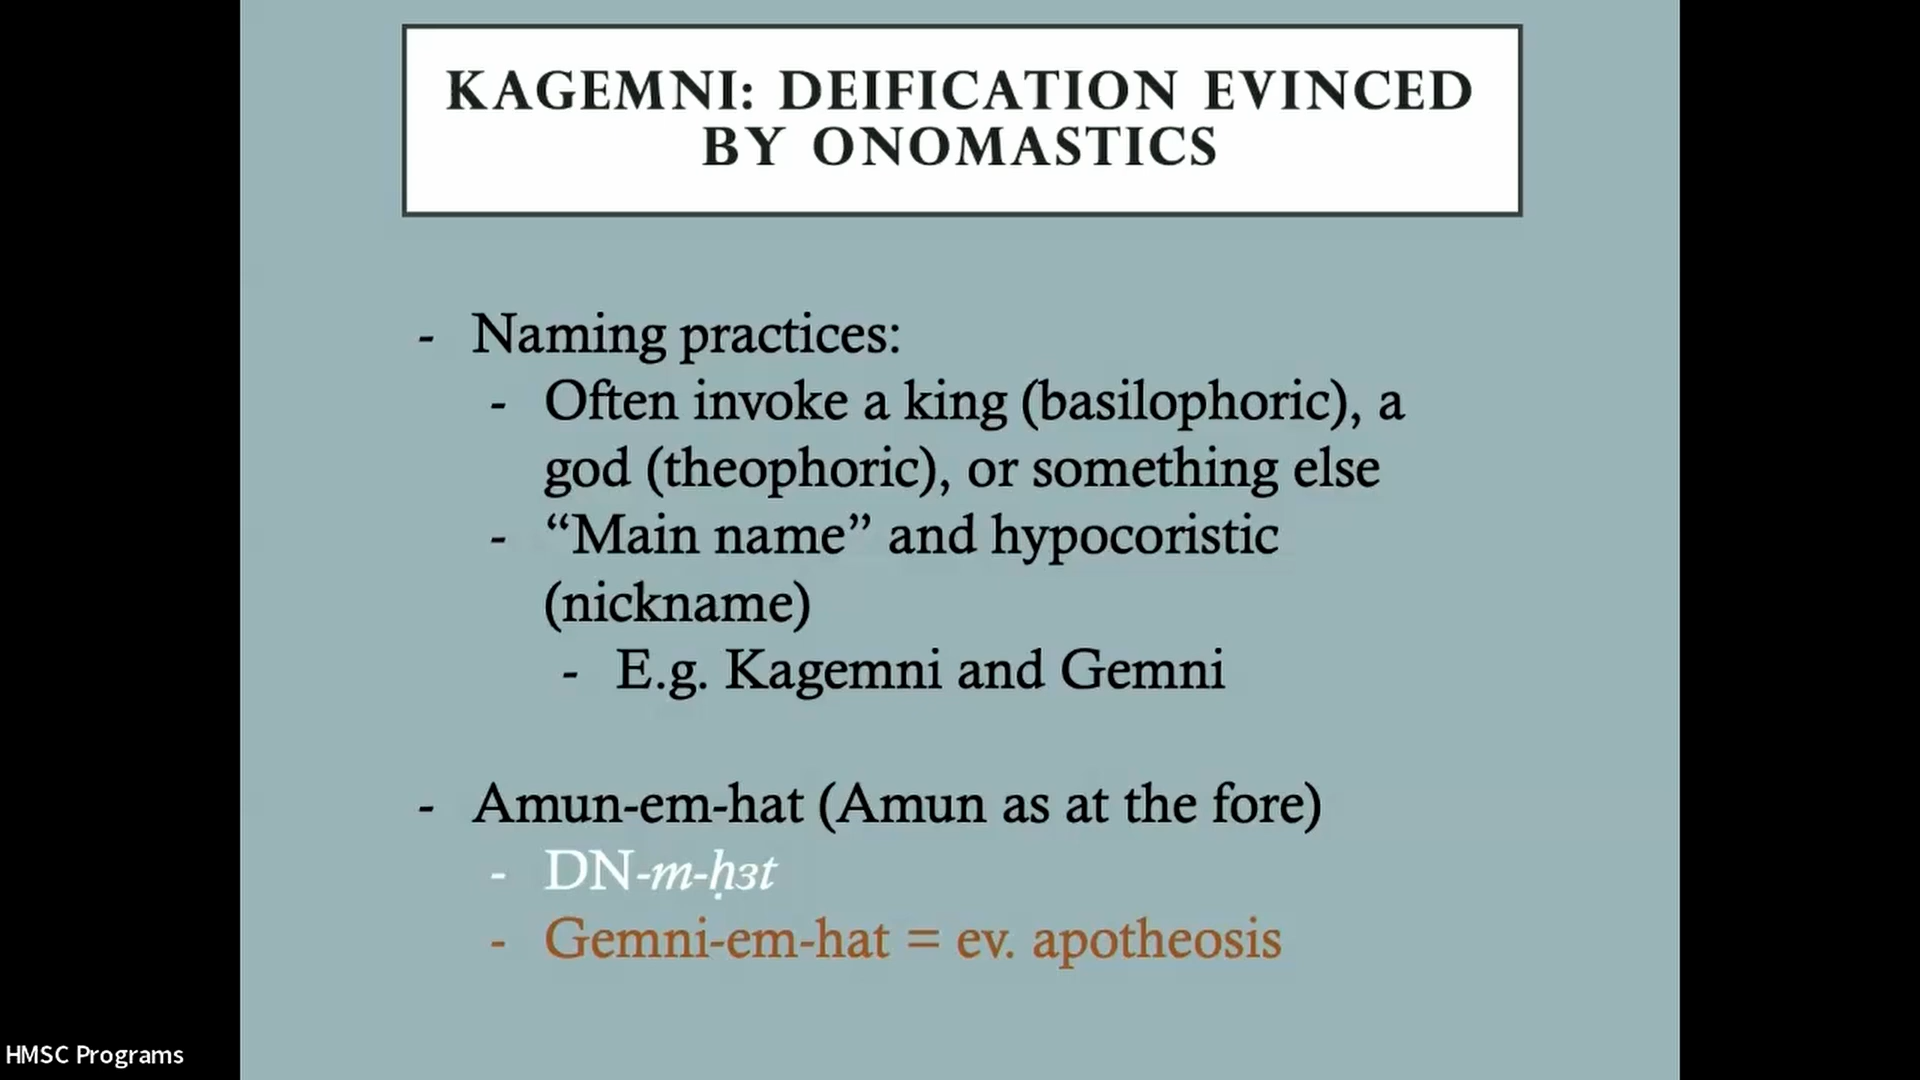 KAGEMNI: DEIFICATION EVINCED
BY ONOMASTICS
- Naming practices:
- Often invoke a king (basilophoric), a
god (theophoric), or something else
- “Main name” and hypocoristic
(nickname)
- E.g. Kagemni and Gemni
- Amun-em-hat (Amun as at the fore)
- DN-m-ḥꜣt
- Gemni-em-hat = ev. apotheosis
HMSC Programs